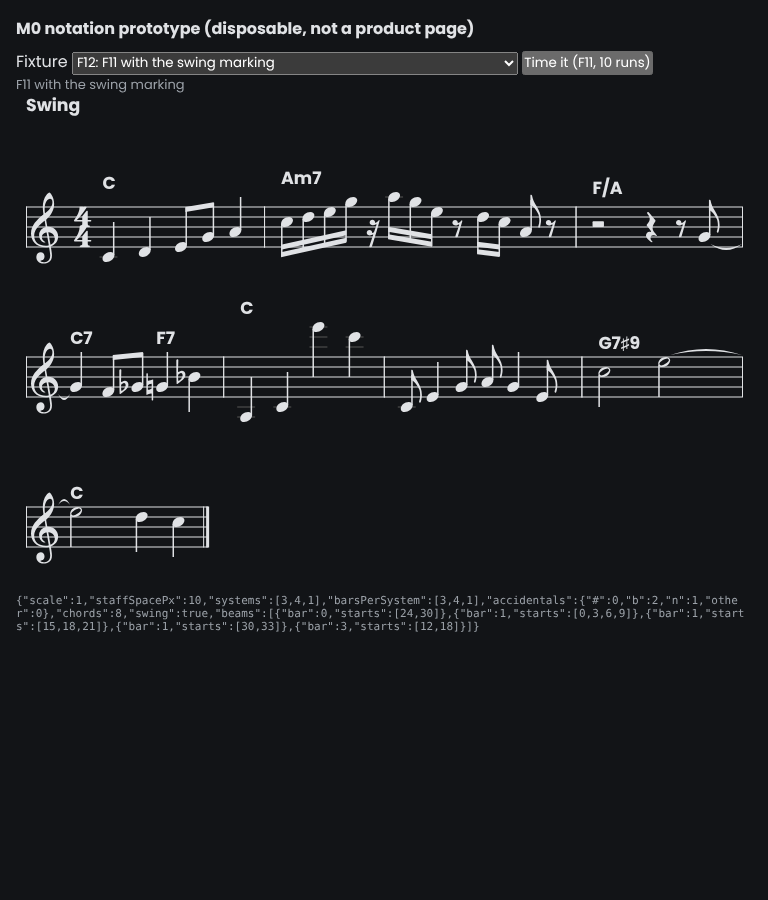 M0 notation prototype (disposable, not a product page)
Fixture F12: F11 with the swing marking Time it (F11, 10 runs)
F11 with the swing marking
Swing
C Am7 F/A
4
4
C7 F7 C G7♯9
C
{"scale":1,"staffSpacePx":10,"systems":[3,4,1],"barsPerSystem":[3,4,1],"accidentals":{"#":0,"b":2,"n":1,"othe
r":0},"chords":8,"swing":true,"beams":[{"bar":0,"starts":[24,30]},{"bar":1,"starts":[0,3,6,9]},{"bar":1,"start
s":[15,18,21]},{"bar":1,"starts":[30,33]},{"bar":3,"starts":[12,18]}]}